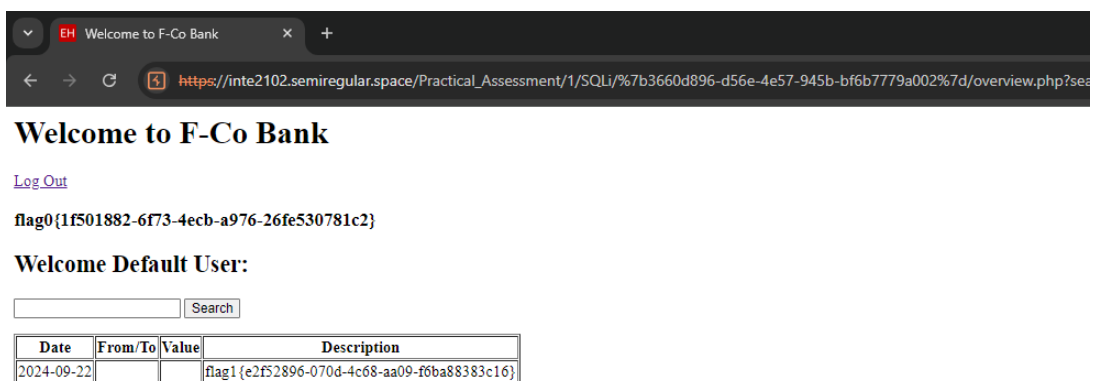 EH Welcome to F-Co Bank
https://inte2102.semiregular.space/Practical_Assessment/1/SQLi/%7b3660d896-d56e-4e57-945b-bf6b7779a002%7d/overview.php?sea
Welcome to F-Co Bank
Log Out
flag0{1f501882-6f73-4ecb-a976-26fe530781c2}
Welcome Default User:
Search
Date From/To Value Description
2024-09-22 flag1{e2f52896-070d-4c68-aa09-f6ba88383c16}